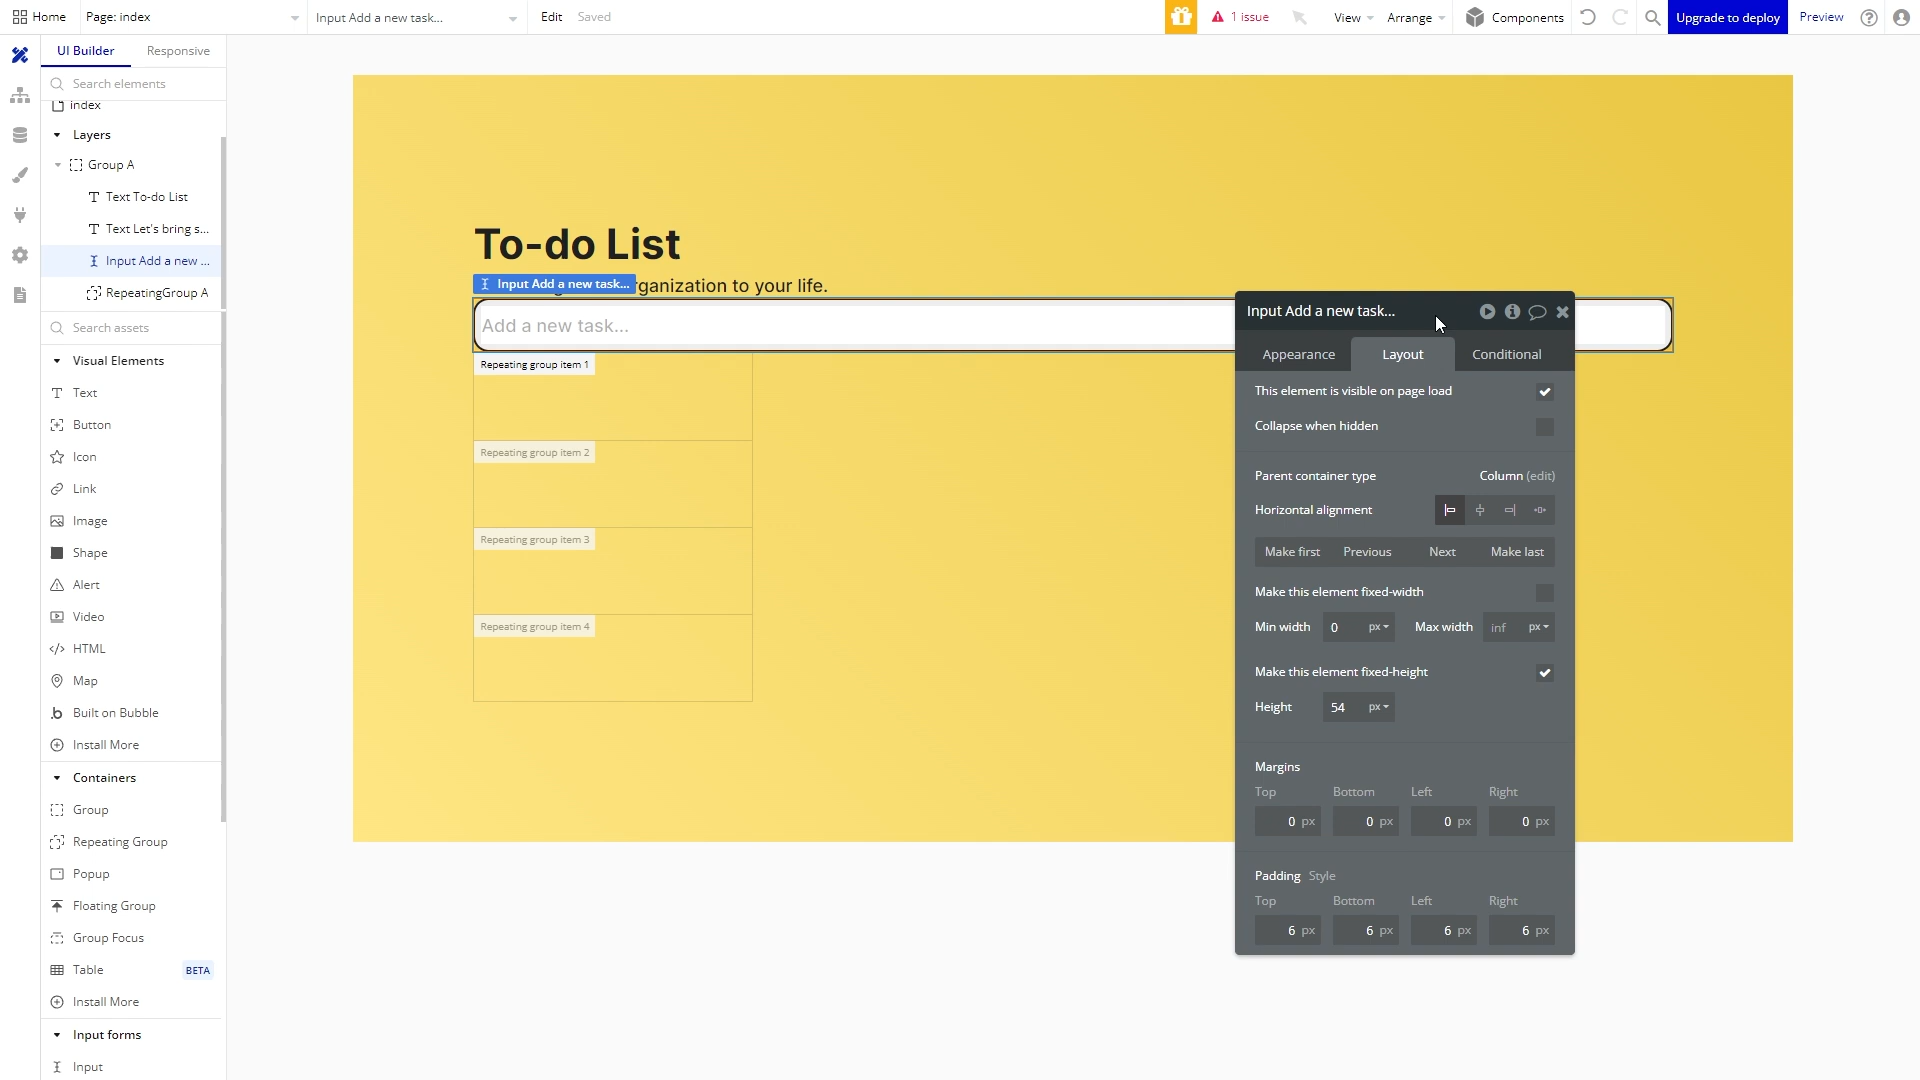 Home
Page: index
Input Add a new task...
Edit
Saved
1 issue
View
Arrange
Components
Upgrade to deploy
Preview
UI Builder
Responsive
Search elements
index
Layers
Group A
Text To-do List
Text Let's bring s...
Input Add a new ...
RepeatingGroup A
Search assets
Visual Elements
Text
Button
Icon
Link
Image
Shape
Alert
Video
HTML
Map
Built on Bubble
Install More
Containers
Group
Repeating Group
Popup
Floating Group
Group Focus
Table BETA
Install More
Input forms
Input
To-do List
Input Add a new task...
ganization to your life.
Add a new task...
Repeating group item 1
Repeating group item 2
Repeating group item 3
Repeating group item 4
Input Add a new task...
Appearance Layout Conditional
This element is visible on page load
Collapse when hidden
Parent container type Column (edit)
Horizontal alignment
Make first Previous Next Make last
Make this element fixed-width
Min width 0 px Max width inf px
Make this element fixed-height
Height 54 px
Margins
Top Bottom Left Right
0 px 0 px 0 px 0 px
Padding Style
Top Bottom Left Right
6 px 6 px 6 px 6 px